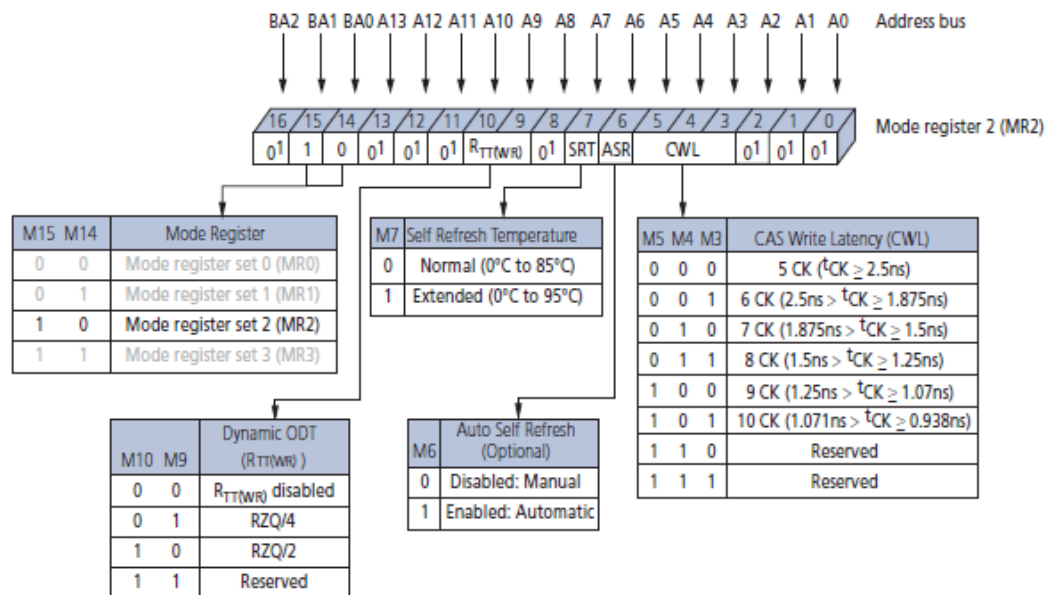 BA2 BA1 BA0 A13 A12 A11 A10 A9 A8 A7 A6 A5 A4 A3 A2 A1 A0 Address bus
16 15 14 13 12 11 10 9 8 7 6 5 4 3 2 1 0
Mode register 2 (MR2)
0¹ 1 0 0¹ 0¹ 0¹ RTT(WR) 0¹ SRT ASR CWL 0¹ 0¹ 0¹
M15 M14 Mode Register
0 0 Mode register set 0 (MR0)
0 1 Mode register set 1 (MR1)
1 0 Mode register set 2 (MR2)
1 1 Mode register set 3 (MR3)
M7 Self Refresh Temperature
0 Normal (0°C to 85°C)
1 Extended (0°C to 95°C)
M5 M4 M3 CAS Write Latency (CWL)
0 0 0 5 CK (tCK ≥ 2.5ns)
0 0 1 6 CK (2.5ns > tCK ≥ 1.875ns)
0 1 0 7 CK (1.875ns > tCK ≥ 1.5ns)
0 1 1 8 CK (1.5ns > tCK ≥ 1.25ns)
1 0 0 9 CK (1.25ns > tCK ≥ 1.07ns)
1 0 1 10 CK (1.071ns > tCK ≥ 0.938ns)
1 1 0 Reserved
1 1 1 Reserved
M10 M9 Dynamic ODT
(RTT(WR) )
0 0 RTT(WR) disabled
0 1 RZQ/4
1 0 RZQ/2
1 1 Reserved
M6 Auto Self Refresh
(Optional)
0 Disabled: Manual
1 Enabled: Automatic